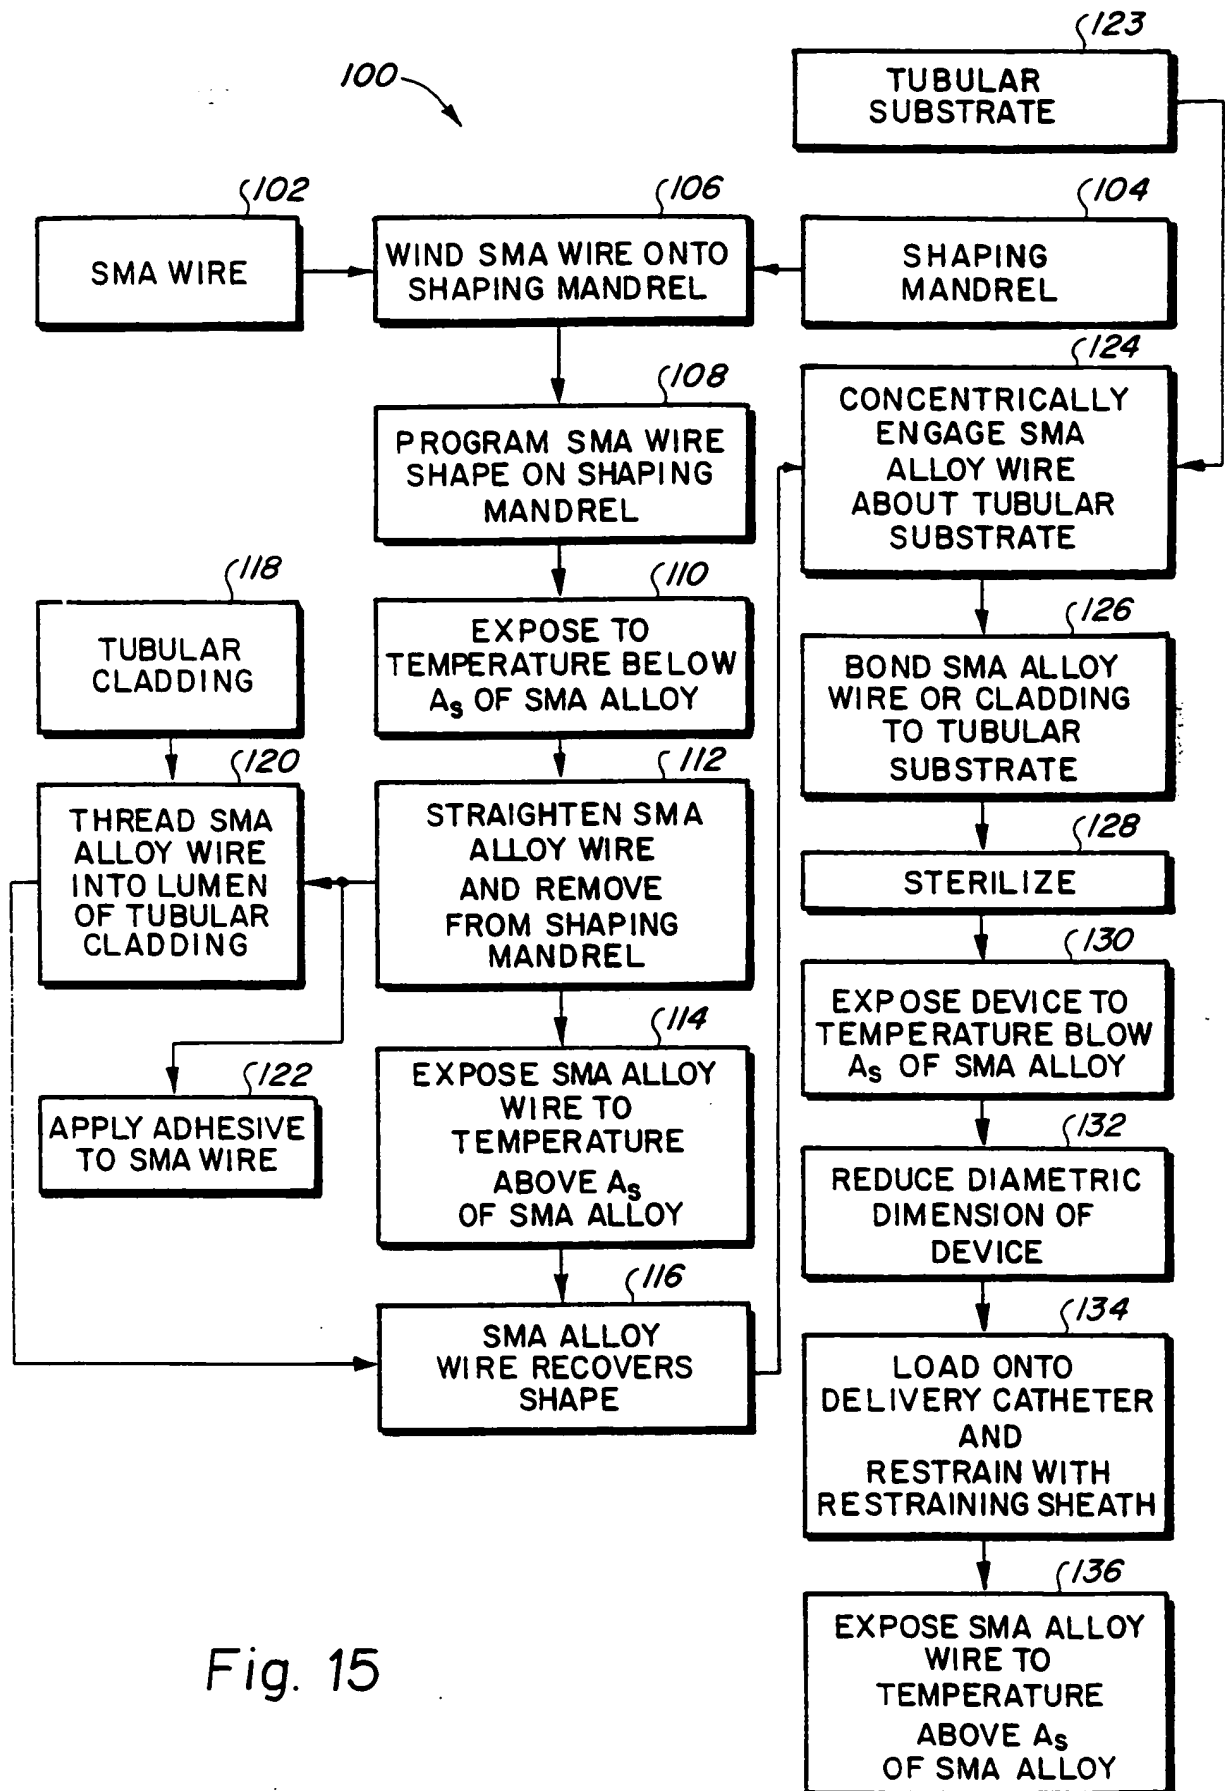 100
123
TUBULAR
SUBSTRATE
102
SMA WIRE
106
WIND SMA WIRE ONTO
SHAPING MANDREL
104
SHAPING
MANDREL
108
PROGRAM SMA WIRE
SHAPE ON SHAPING
MANDREL
110
EXPOSE TO
TEMPERATURE BELOW
As OF SMA ALLOY
118
TUBULAR
CLADDING
120
THREAD SMA
ALLOY WIRE
INTO LUMEN
OF TUBULAR
CLADDING
112
STRAIGHTEN SMA
ALLOY WIRE
AND REMOVE
FROM SHAPING
MANDREL
122
APPLY ADHESIVE
TO SMA WIRE
114
EXPOSE SMA ALLOY
WIRE TO
TEMPERATURE
ABOVE As
OF SMA ALLOY
116
SMA ALLOY
WIRE RECOVERS
SHAPE
124
CONCENTRICALLY
ENGAGE SMA
ALLOY WIRE
ABOUT TUBULAR
SUBSTRATE
126
BOND SMA ALLOY
WIRE OR CLADDING
TO TUBULAR
SUBSTRATE
128
STERILIZE
130
EXPOSE DEVICE TO
TEMPERATURE BLOW
As OF SMA ALLOY
132
REDUCE DIAMETRIC
DIMENSION OF
DEVICE
134
LOAD ONTO
DELIVERY CATHETER
AND
RESTRAIN WITH
RESTRAINING SHEATH
136
EXPOSE SMA ALLOY
WIRE TO
TEMPERATURE
ABOVE As
OF SMA ALLOY
Fig. 15